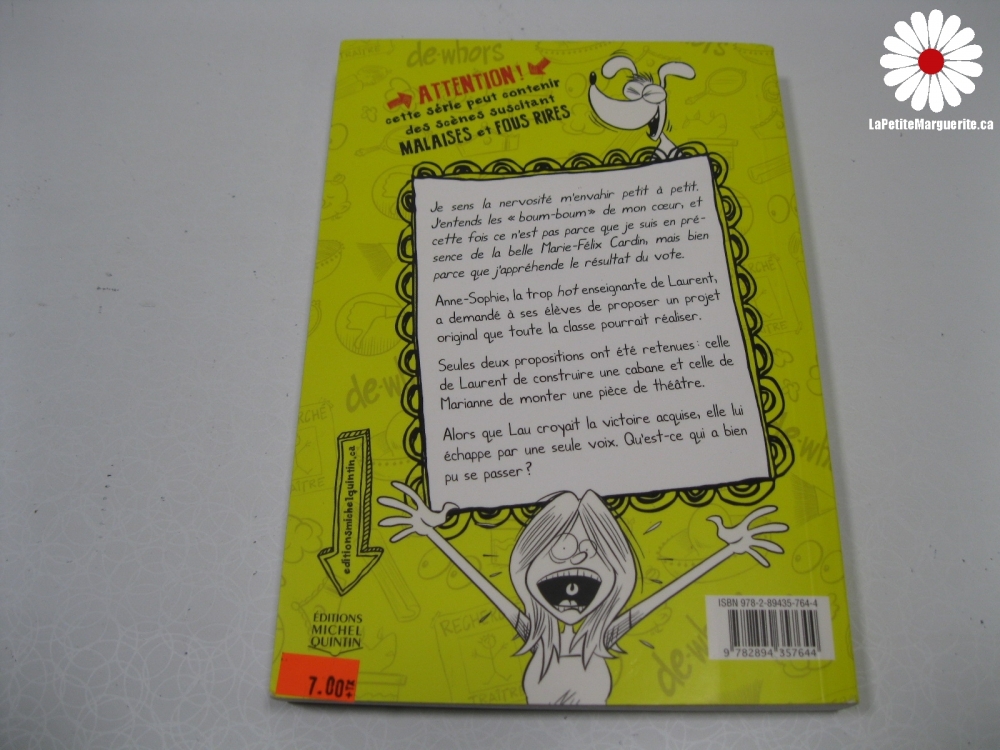 LaPetiteMarguerite.ca
de-whors
ATTENTION !
cette série peut contenir
des scènes suscitant
MALAISES et FOUS RIRES
Je sens la nervosité m'envahir petit à petit.
J'entends les « boum-boum » de mon cœur, et
cette fois ce n'est pas parce que je suis en pré-
sence de la belle Marie-Félix Cardin, mais bien
parce que j'appréhende le résultat du vote.
Anne-Sophie, la trop hot enseignante de Laurent,
a demandé à ses élèves de proposer un projet
original que toute la classe pourrait réaliser.
Seules deux propositions ont été retenues : celle
de Laurent de construire une cabane et celle de
Marianne de monter une pièce de théâtre.
Alors que Lau croyait la victoire acquise, elle lui
échappe par une seule voix. Qu'est-ce qui a bien
pu se passer ?
editionsmichelquintin.ca
ÉDITIONS
MICHEL
QUINTIN
7.00
ISBN 978-2-89435-764-4
9 782894 357644